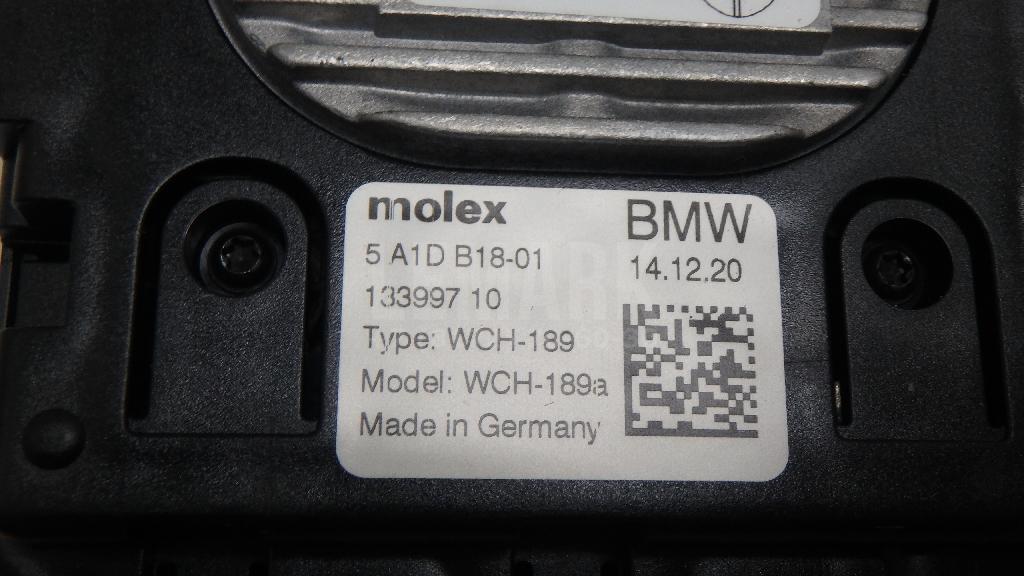 molex
BMW
5 A1D B18-01
14.12.20
133997 10
Type: WCH-189
Model: WCH-189a
Made in Germany